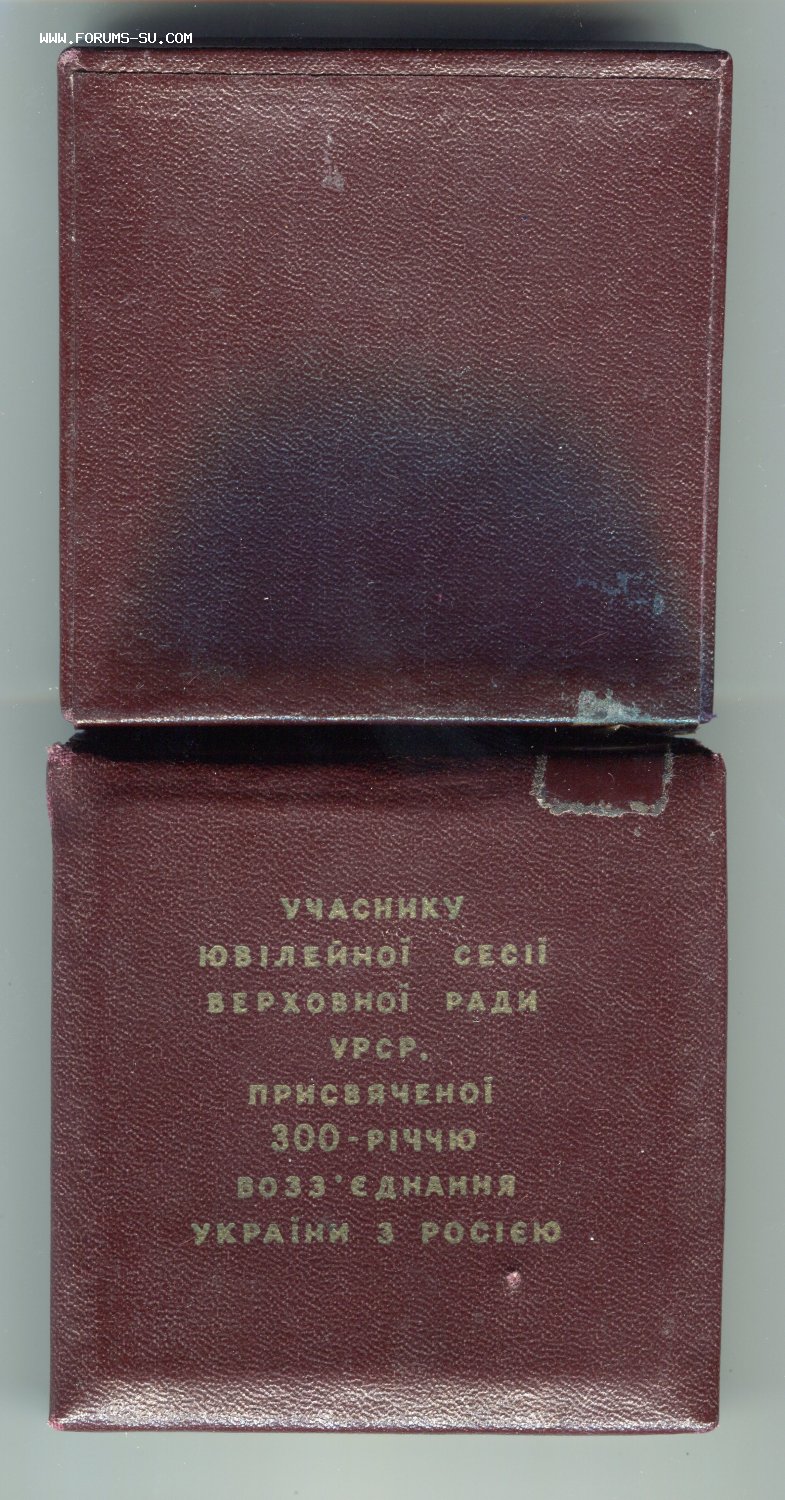 WWW.FORUMS-SU.COM
УЧАСНИКУ
ЮВІЛЕЙНОЇ СЕСІЇ
ВЕРХОВНОЇ РАДИ
УРСР,
ПРИСВЯЧЕНОЇ
300-РІЧЧЮ
ВОЗЗ'ЄДНАННЯ
УКРАЇНИ З РОСІЄЮ